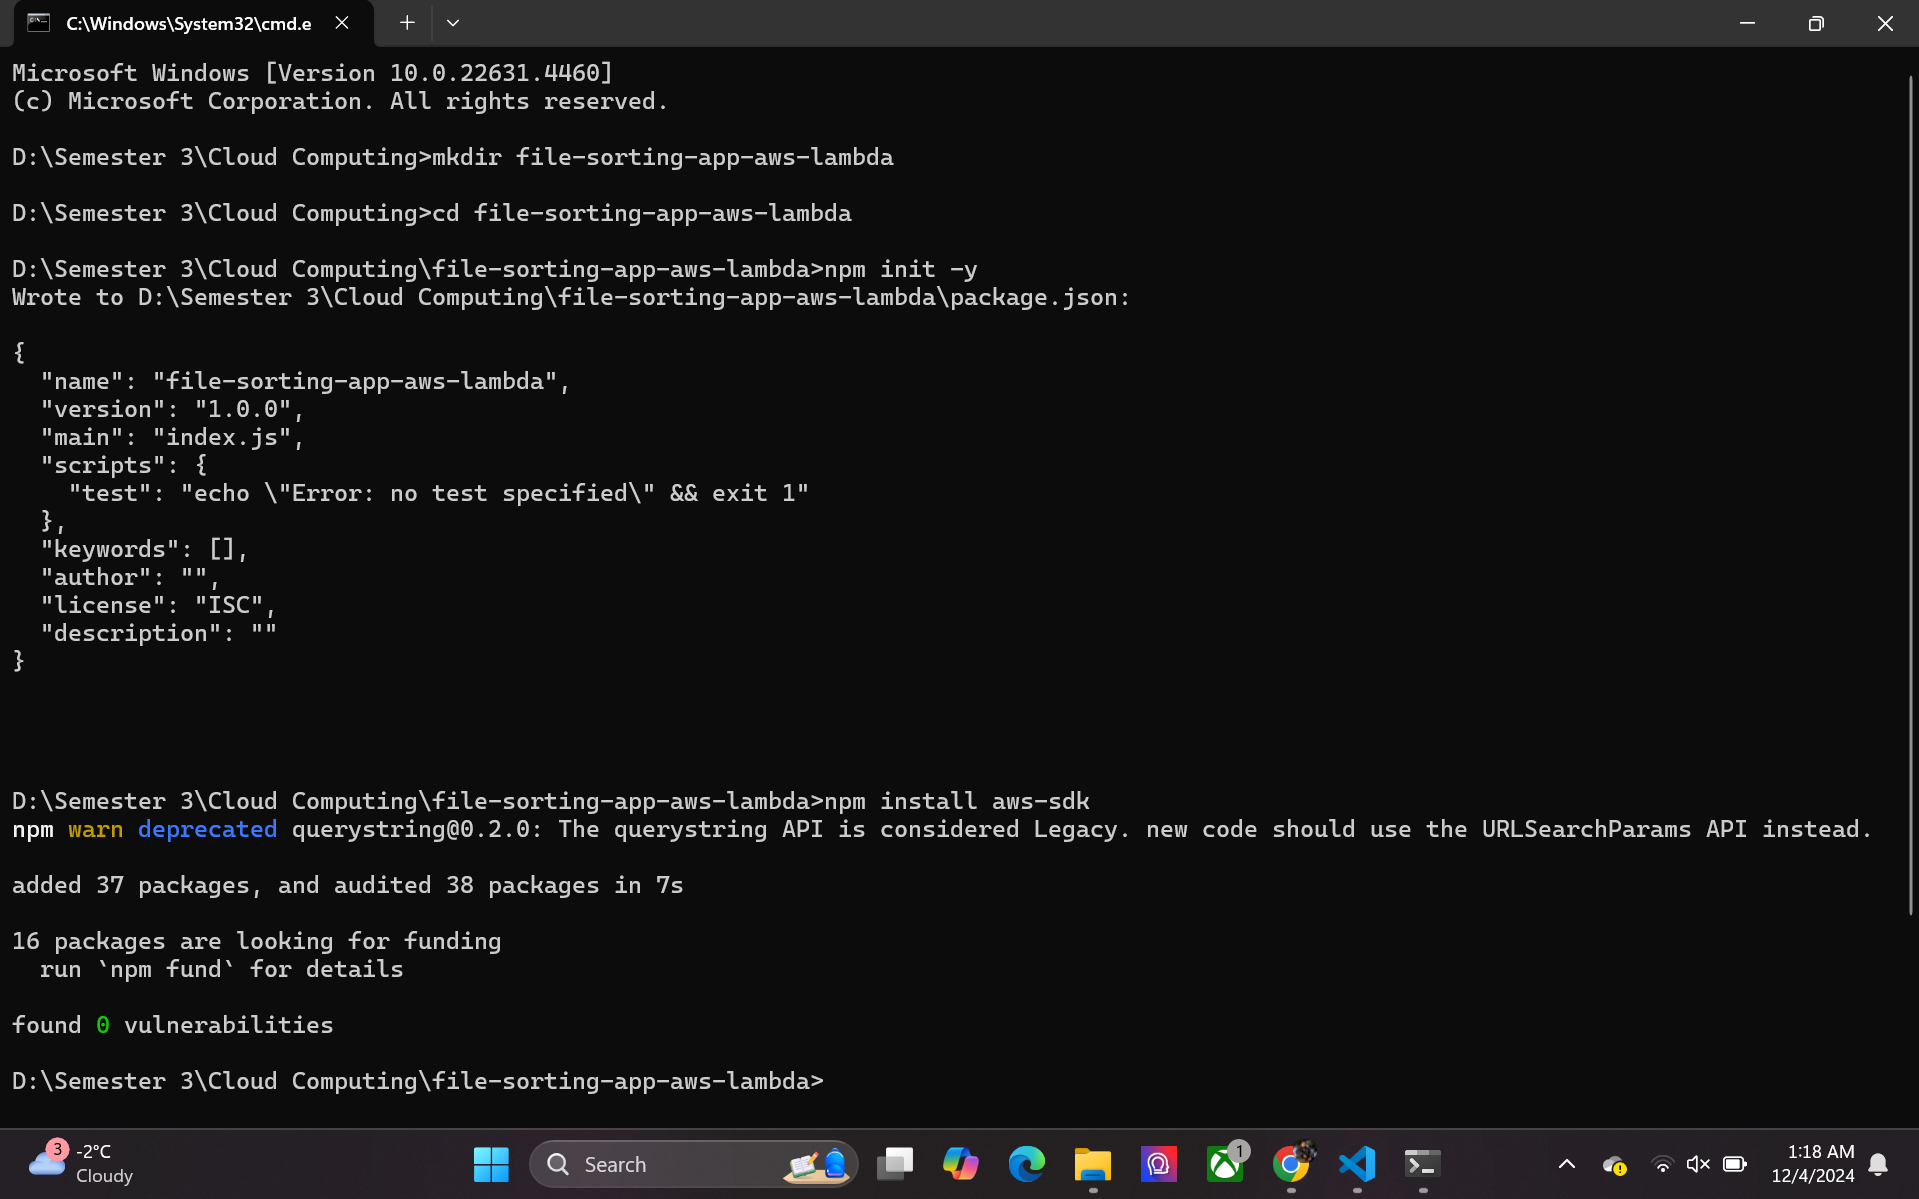 C:\Windows\System32\cmd.e
Microsoft Windows [Version 10.0.22631.4460]
(c) Microsoft Corporation. All rights reserved.
D:\Semester 3\Cloud Computing>mkdir file-sorting-app-aws-lambda
D:\Semester 3\Cloud Computing>cd file-sorting-app-aws-lambda
D:\Semester 3\Cloud Computing\file-sorting-app-aws-lambda>npm init -y
Wrote to D:\Semester 3\Cloud Computing\file-sorting-app-aws-lambda\package.json:
{
  "name": "file-sorting-app-aws-lambda",
  "version": "1.0.0",
  "main": "index.js",
  "scripts": {
    "test": "echo \"Error: no test specified\" && exit 1"
  },
  "keywords": [],
  "author": "",
  "license": "ISC",
  "description": ""
}
D:\Semester 3\Cloud Computing\file-sorting-app-aws-lambda>npm install aws-sdk
npm warn deprecated querystring@0.2.0: The querystring API is considered Legacy. new code should use the URLSearchParams API instead.
added 37 packages, and audited 38 packages in 7s
16 packages are looking for funding
  run `npm fund` for details
found 0 vulnerabilities
D:\Semester 3\Cloud Computing\file-sorting-app-aws-lambda>
3
-2°C
Cloudy
Search
1
1:18 AM
12/4/2024